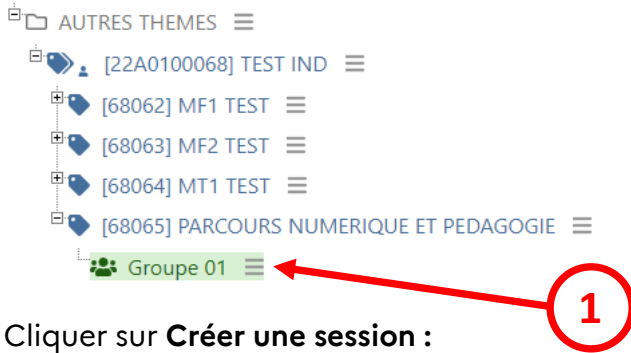 AUTRES THEMES
[22A0100068] TEST IND
[68062] MF1 TEST
[68063] MF2 TEST
[68064] MT1 TEST
[68065] PARCOURS NUMERIQUE ET PEDAGOGIE
Groupe 01
1
Cliquer sur Créer une session :